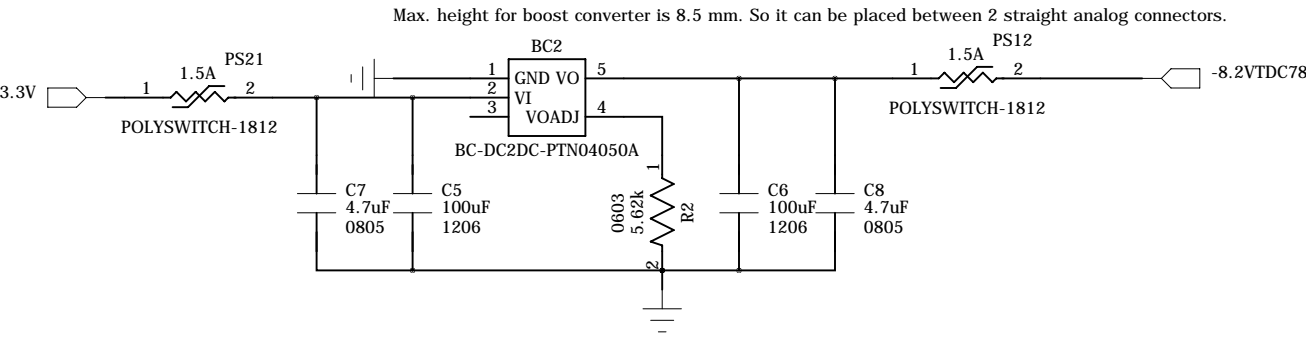 Max. height for boost converter is 8.5 mm. So it can be placed between 2 straight analog connectors.
BC2
PS21
PS12
1.5A
1.5A
1
GND VO
5
1
2
-8.2VTDC78
3.3V
1
2
2
VI
POLYSWITCH-1812
3
VOADJ
4
POLYSWITCH-1812
BC-DC2DC-PTN04050A
1
C7
4.7uF
0805
C5
100uF
1206
0603
5.62k
R2
C6
100uF
1206
C8
4.7uF
0805
2